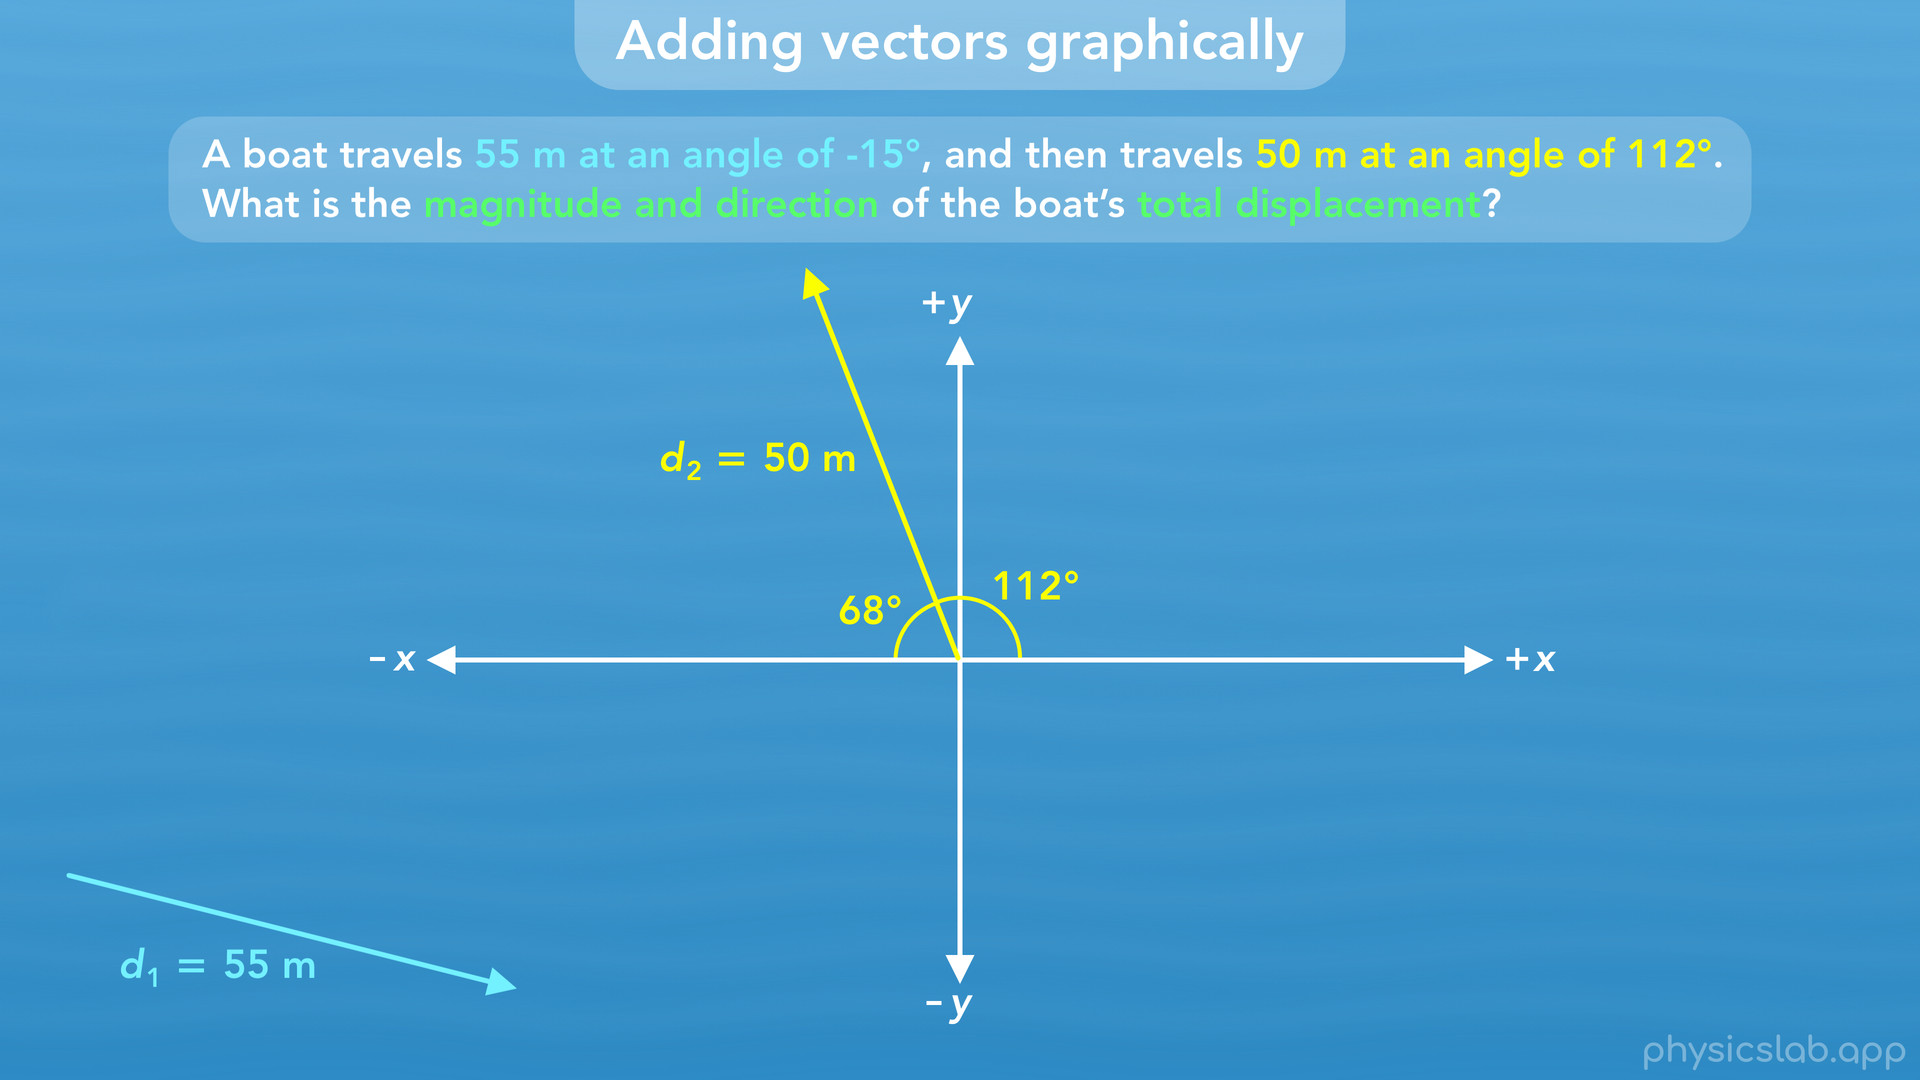 Adding vectors graphically
A boat travels 55 m at an angle of -15°, and then travels 50 m at an angle of 112°.
What is the magnitude and direction of the boat’s total displacement?
+y
d₂ = 50 m
112°
68°
-x
+x
d₁ = 55 m
-y
physicslab.app